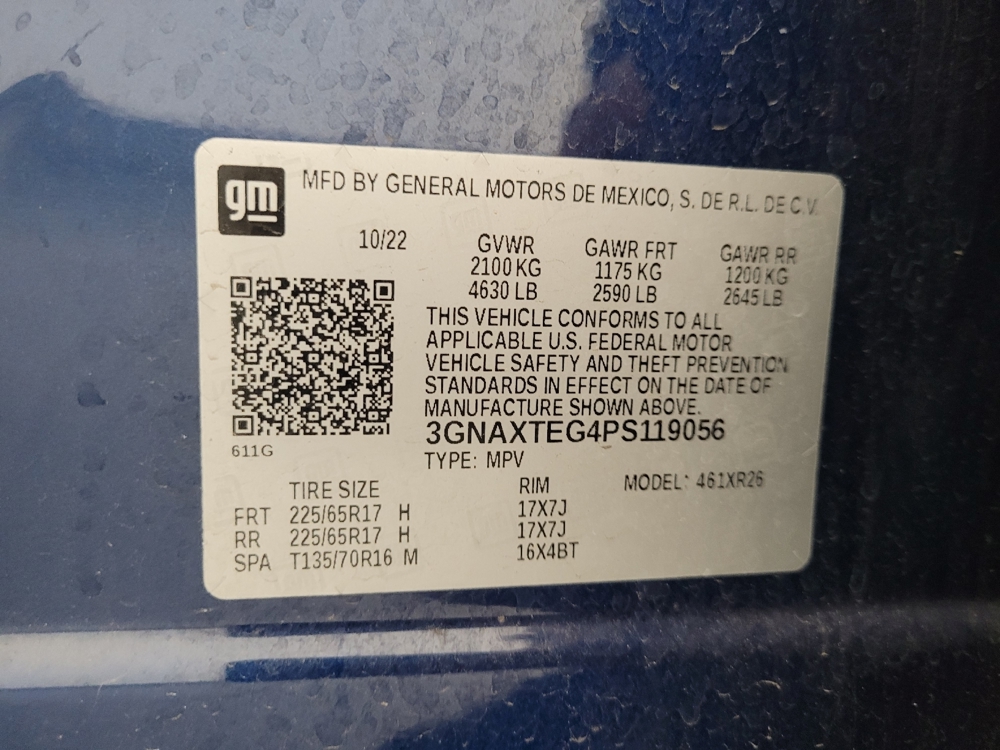 gm
MFD BY GENERAL MOTORS DE MEXICO, S. DE R.L. DE C.V.
10/22 GVWR GAWR FRT GAWR RR
2100 KG 1175 KG 1200 KG
4630 LB 2590 LB 2645 LB
THIS VEHICLE CONFORMS TO ALL
APPLICABLE U.S. FEDERAL MOTOR
VEHICLE SAFETY AND THEFT PREVENTION
STANDARDS IN EFFECT ON THE DATE OF
MANUFACTURE SHOWN ABOVE.
3GNAXTEG4PS119056
611G
TYPE: MPV
TIRE SIZE RIM MODEL: 461XR26
FRT 225/65R17 H 17X7J
RR 225/65R17 H 17X7J
SPA T135/70R16 M 16X4BT